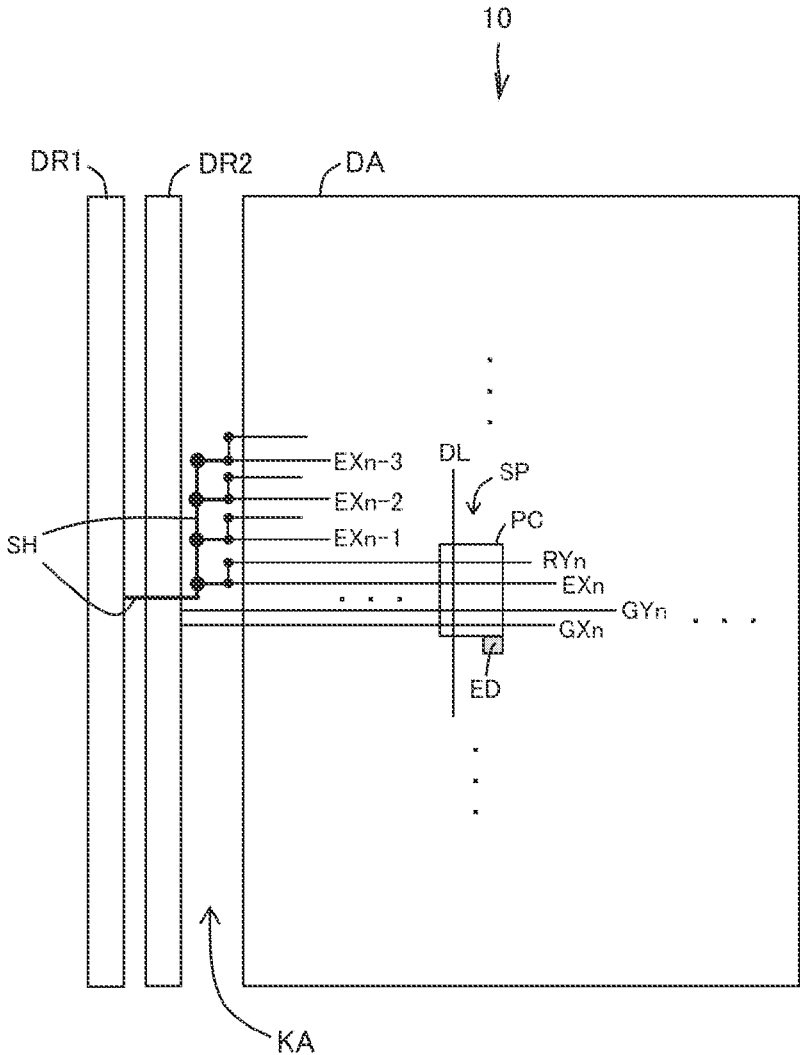 10
DR1
DR2
DA
DL
SP
EXn-3
EXn-2
PC
EXn-1
SH
RYn
EXn
GYn
GXn
ED
KA